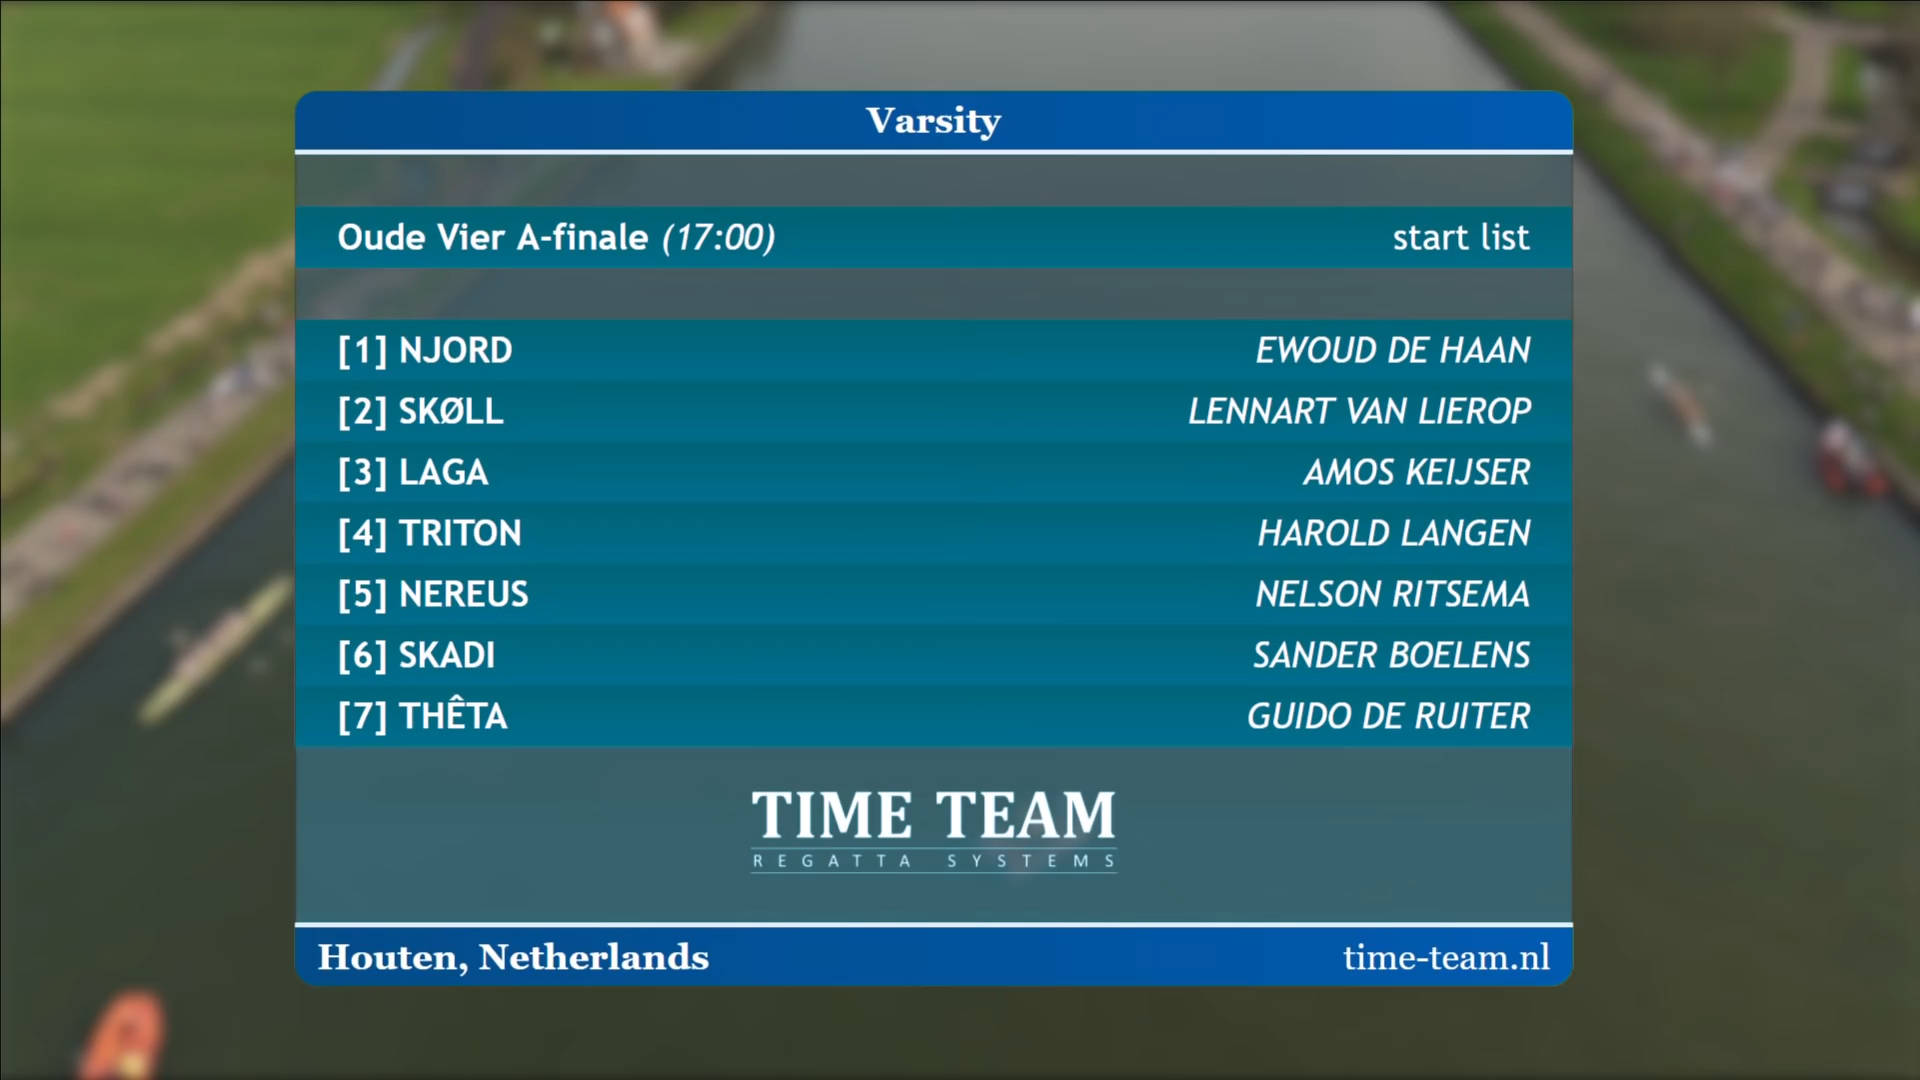 Varsity
Oude Vier A-finale (17:00) start list
[1] NJORD EWOUD DE HAAN
[2] SKØLL LENNART VAN LIEROP
[3] LAGA AMOS KEIJSER
[4] TRITON HAROLD LANGEN
[5] NEREUS NELSON RITSEMA
[6] SKADI SANDER BOELENS
[7] THÊTA GUIDO DE RUITER
TIME TEAM
REGATTA SYSTEMS
Houten, Netherlands time-team.nl